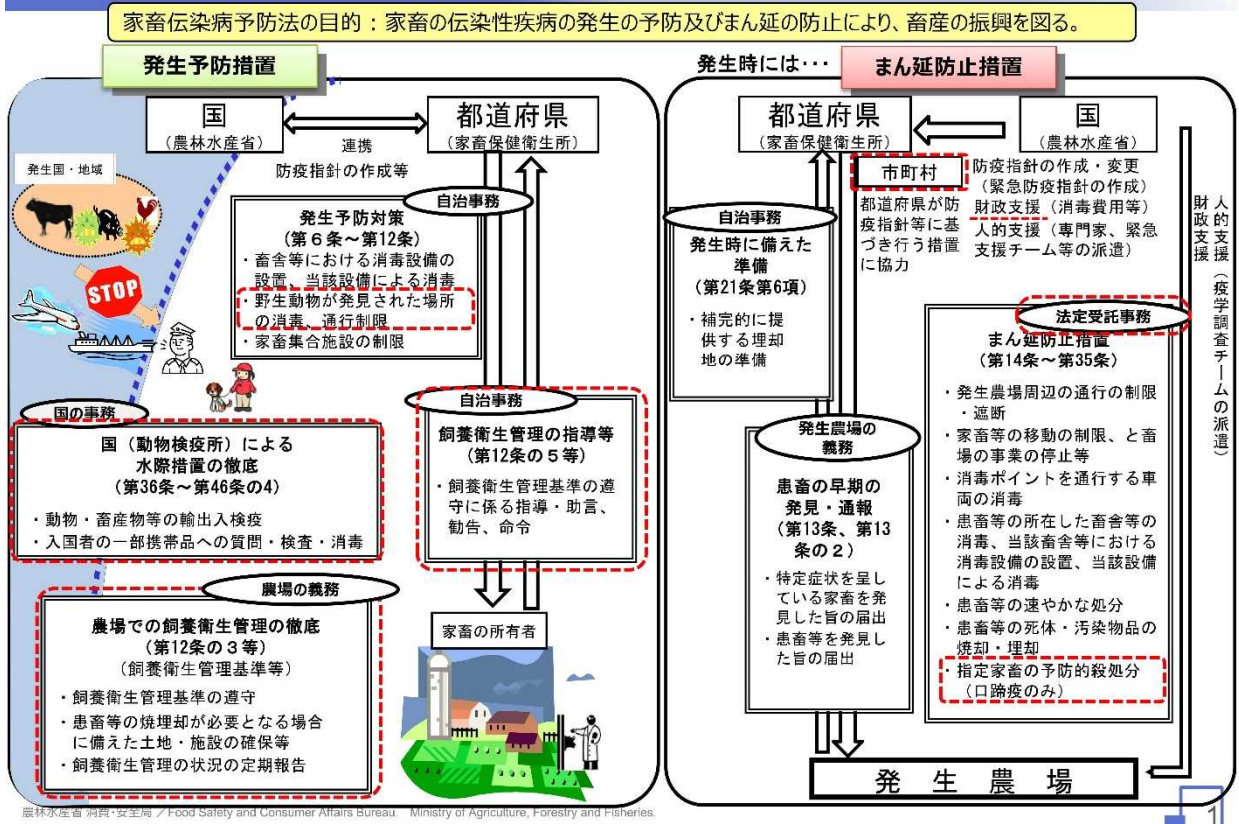 家畜伝染病予防法の目的：家畜の伝染性疾病の発生の予防及びまん延の防止により、畜産の振興を図る。
発生予防措置
国
（農林水産省）
連携
防疫指針の作成等
都道府県
（家畜保健衛生所）
発生国・地域
STOP
自治事務
発生予防対策
（第６条～第12条）
・畜舎等における消毒設備の
設置、当該設備による消毒
・野生動物が発見された場所
の消毒、通行制限
・家畜集合施設の制限
国の事務
国（動物検疫所）による
水際措置の徹底
（第36条～第46条の4）
・動物・畜産物等の輸出入検疫
・入国者の一部携帯品への質問・検査・消毒
自治事務
飼養衛生管理の指導等
（第12条の５等）
・飼養衛生管理基準の遵
守に係る指導・助言、
勧告、命令
農場の義務
農場での飼養衛生管理の徹底
（第12条の３等）
（飼養衛生管理基準等）
・飼養衛生管理基準の遵守
・患畜等の焼埋却が必要となる場合
に備えた土地・施設の確保等
・飼養衛生管理の状況の定期報告
家畜の所有者
発生時には・・・
まん延防止措置
都道府県
（家畜保健衛生所）
国
（農林水産省）
市町村
都道府県が防
疫指針等に基
づき行う措置
に協力
防疫指針の作成・変更
（緊急防疫指針の作成）
財政支援（消毒費用等）
人的支援（専門家、緊急
支援チーム等の派遣）
人的支援（疫学調査チームの派遣）
財政支援
自治事務
発生時に備えた
準備
（第21条第6項）
・補完的に提
供する埋却
地の準備
発生農場の
義務
患畜の早期の
発見・通報
（第13条、第13
条の２）
・特定症状を呈し
ている家畜を発
見した旨の届出
・患畜等を発見し
た旨の届出
法定受託事務
まん延防止措置
（第14条～第35条）
・発生農場周辺の通行の制限
・遮断
・家畜等の移動の制限、と畜
場の事業の停止等
・消毒ポイントを通行する車
両の消毒
・患畜等の所在した畜舎等の
消毒、当該畜舎等における
消毒設備の設置、当該設備
による消毒
・患畜等の速やかな処分
・患畜等の死体・汚染物品の
焼却・埋却
・指定家畜の予防的殺処分
（口蹄疫のみ）
発生農場
農林水産省 消費・安全局 ／Food Safety and Consumer Affairs Bureau. Ministry of Agriculture, Forestry and Fisheries.
1